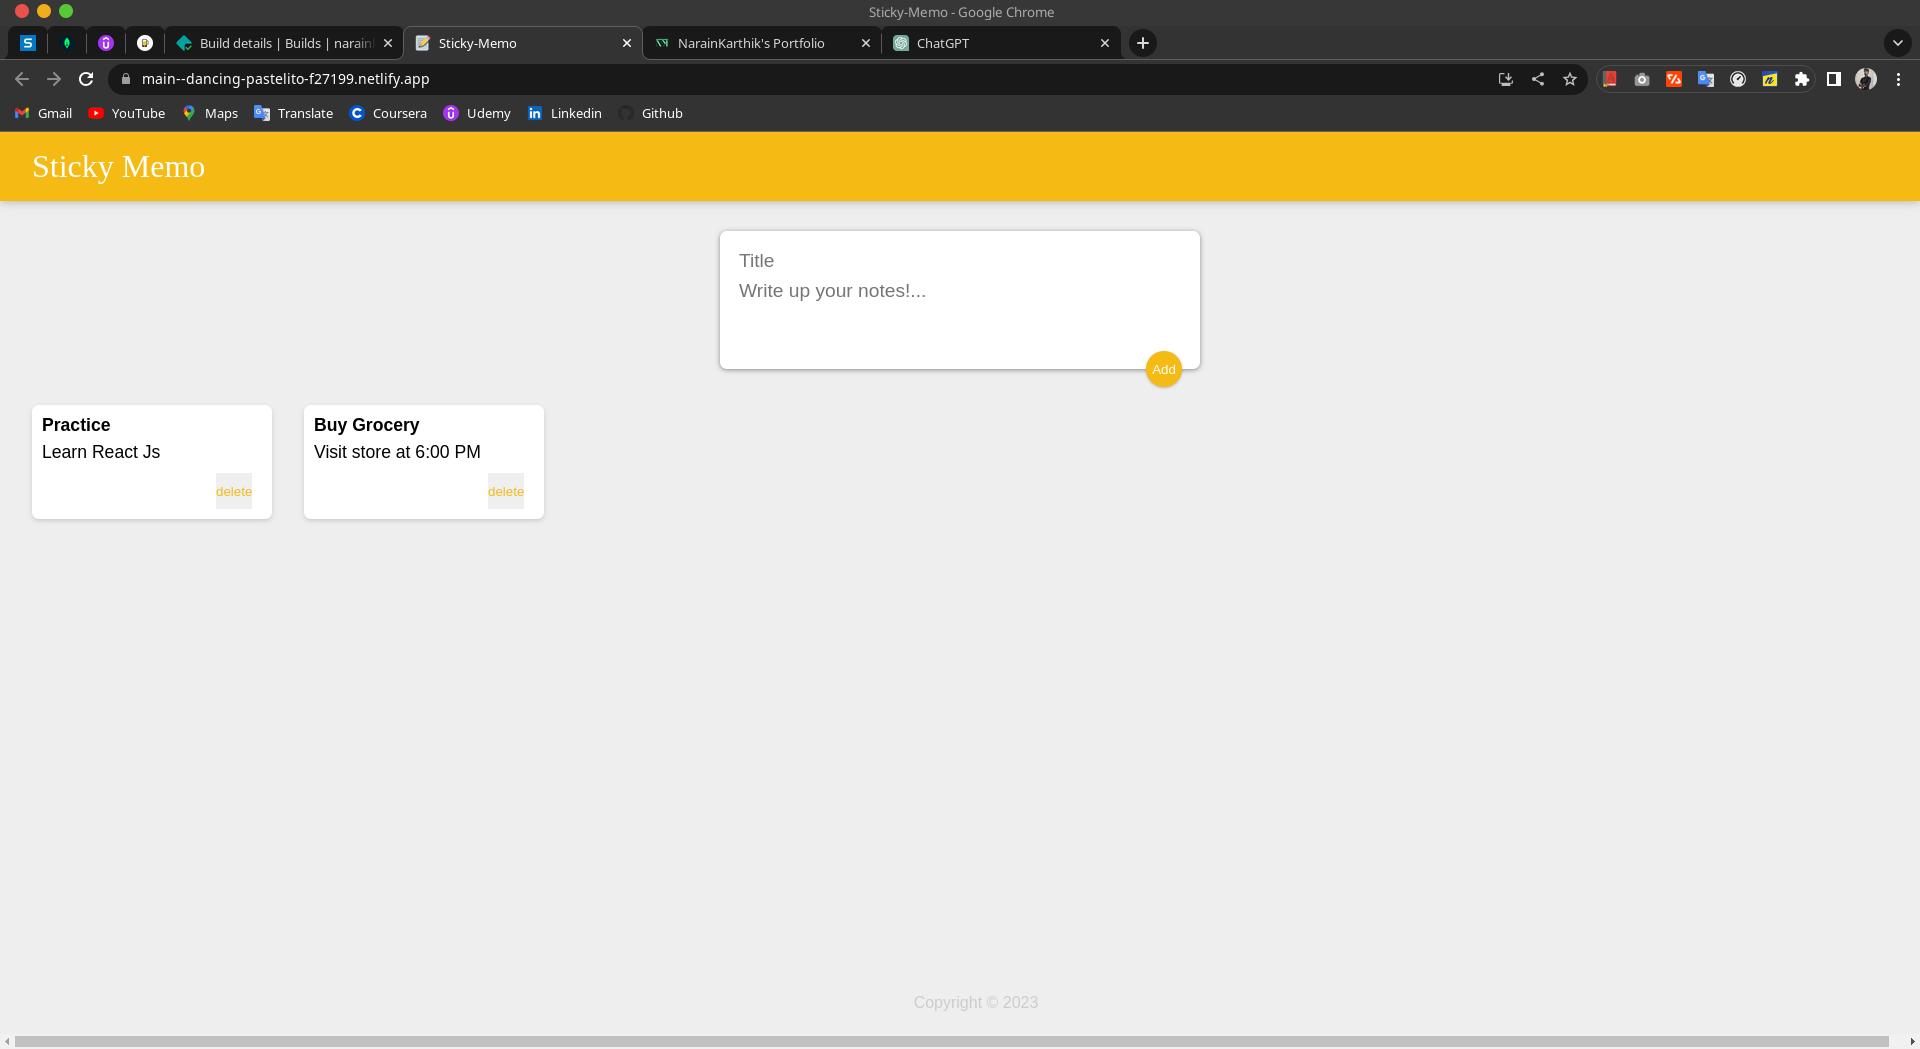 Sticky-Memo - Google Chrome
Build details | Builds | narain
Sticky-Memo
NarainKarthik's Portfolio
ChatGPT
main--dancing-pastelito-f27199.netlify.app
Gmail
YouTube
Maps
Translate
Coursera
Udemy
Linkedin
Github
Sticky Memo
Title
Write up your notes!...
Add
Practice
Learn React Js
delete
Buy Grocery
Visit store at 6:00 PM
delete
Copyright © 2023